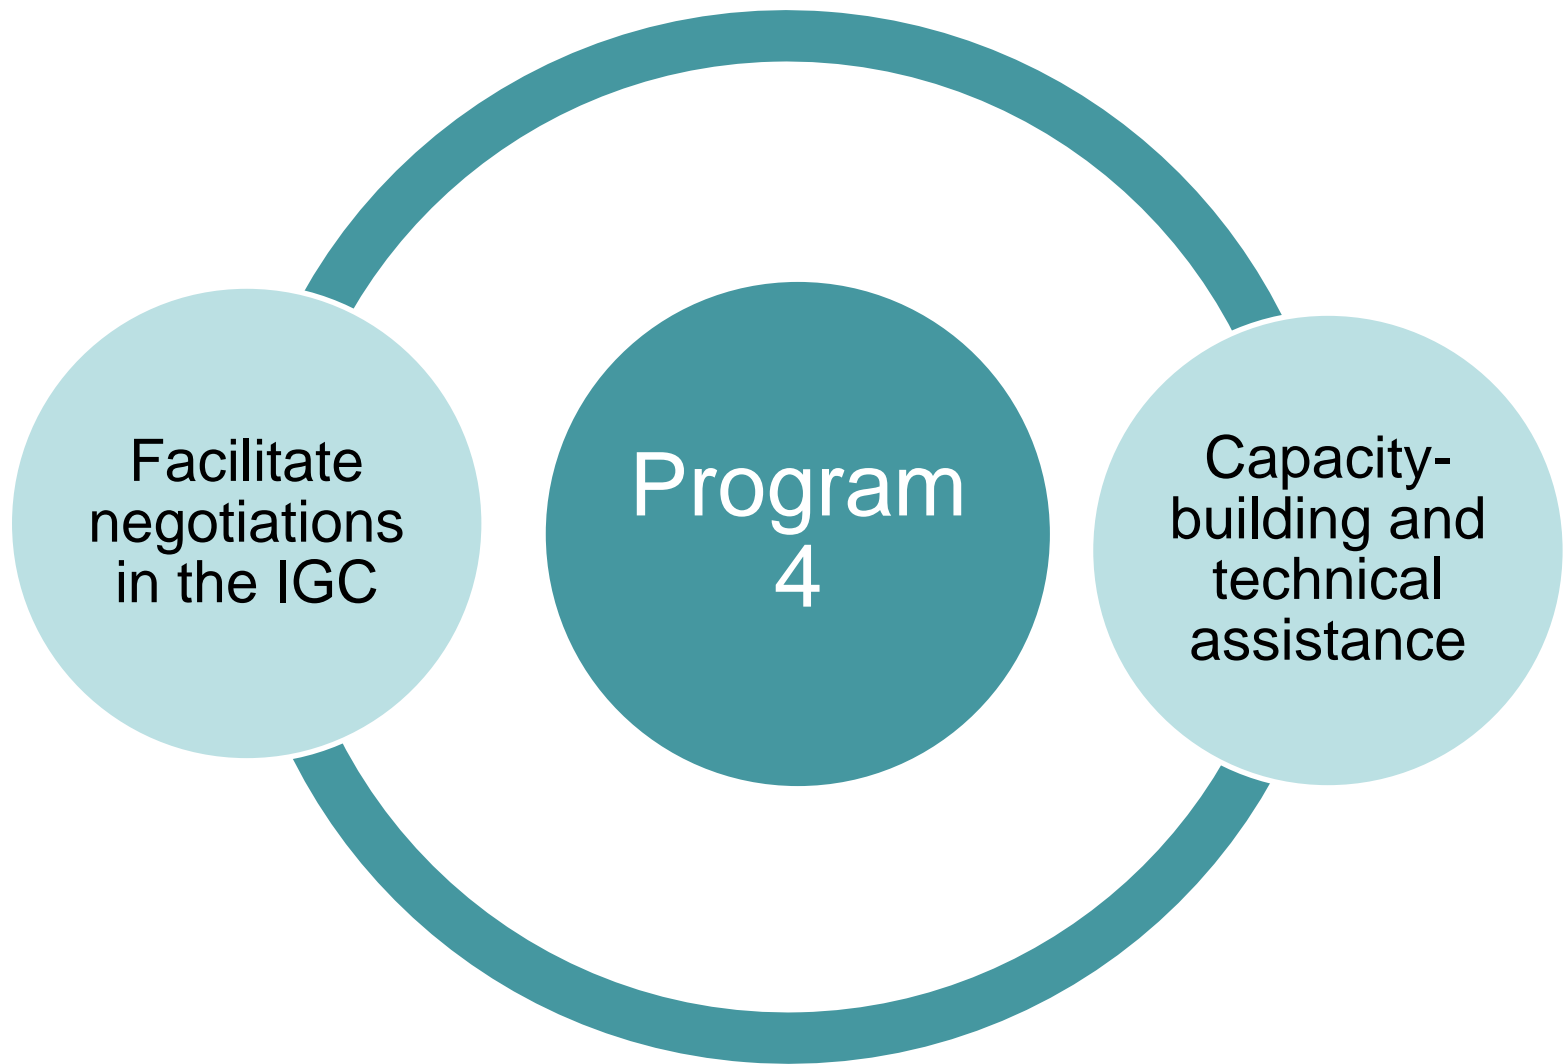 Facilitate
negotiations
in the IGC
Program
4
Capacity-
building and
technical
assistance